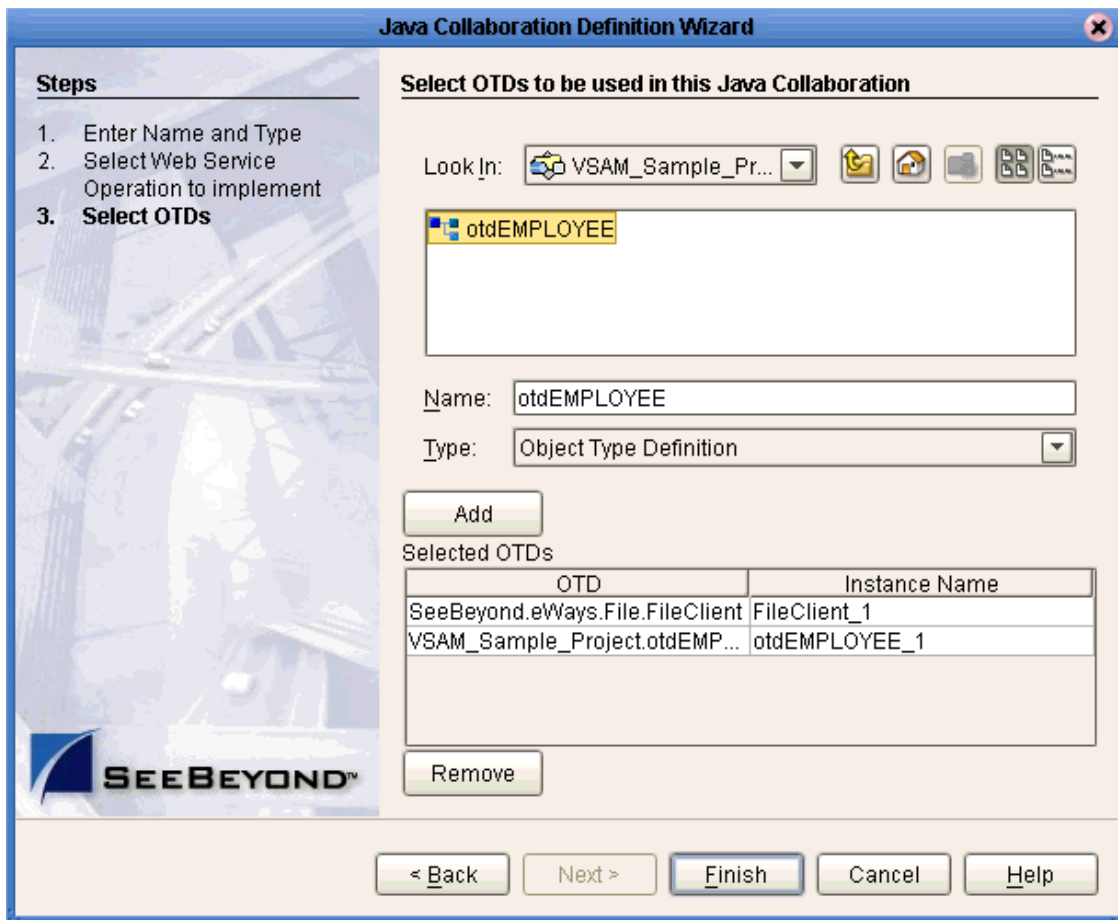 Java Collaboration Definition Wizard
Steps
1. Enter Name and Type
2. Select Web Service
Operation to implement
3. Select OTDs
SEEBEYOND™
Select OTDs to be used in this Java Collaboration
Look In: VSAM_Sample_Pr...
otdEMPLOYEE
Name: otdEMPLOYEE
Type: Object Type Definition
Add
Selected OTDs
OTD Instance Name
SeeBeyond.eWays.File.FileClient FileClient_1
VSAM_Sample_Project.otdEMP... otdEMPLOYEE_1
Remove
< Back Next > Finish Cancel Help